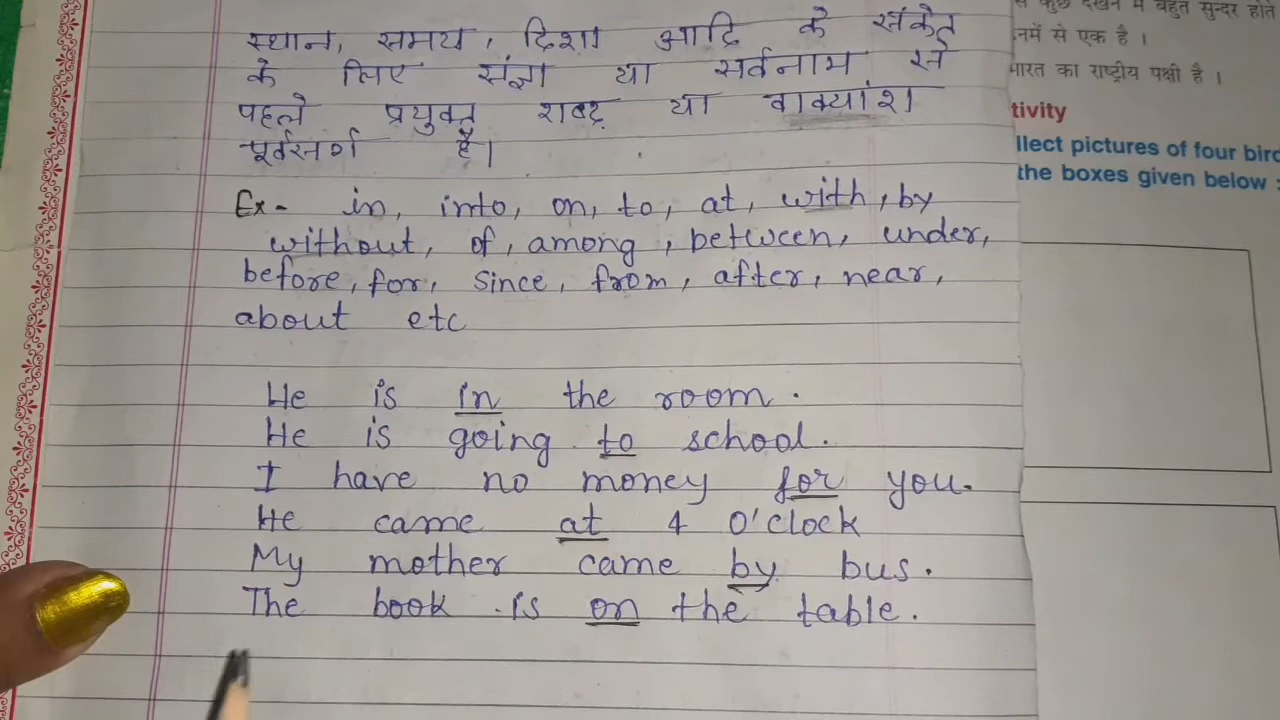 स्थान, समय, दिशा आदि के संकेत
के लिए संज्ञा या सर्वनाम से
पहले प्रयुक्त शब्द या वाक्यांश
पूर्वसर्ग है।
Ex- in, into, on, to, at, with, by
without, of, among, between, under,
before, for, since, from, after, near,
about etc
He is in the room.
He is going to school.
I have no money for you.
He came at 4 O'clock
My mother came by bus.
The book is on the table.
कुछ देखने में बहुत सुन्दर होते
में से एक है ।
भारत का राष्ट्रीय पक्षी है ।
tivity
llect pictures of four bird
the boxes given below :